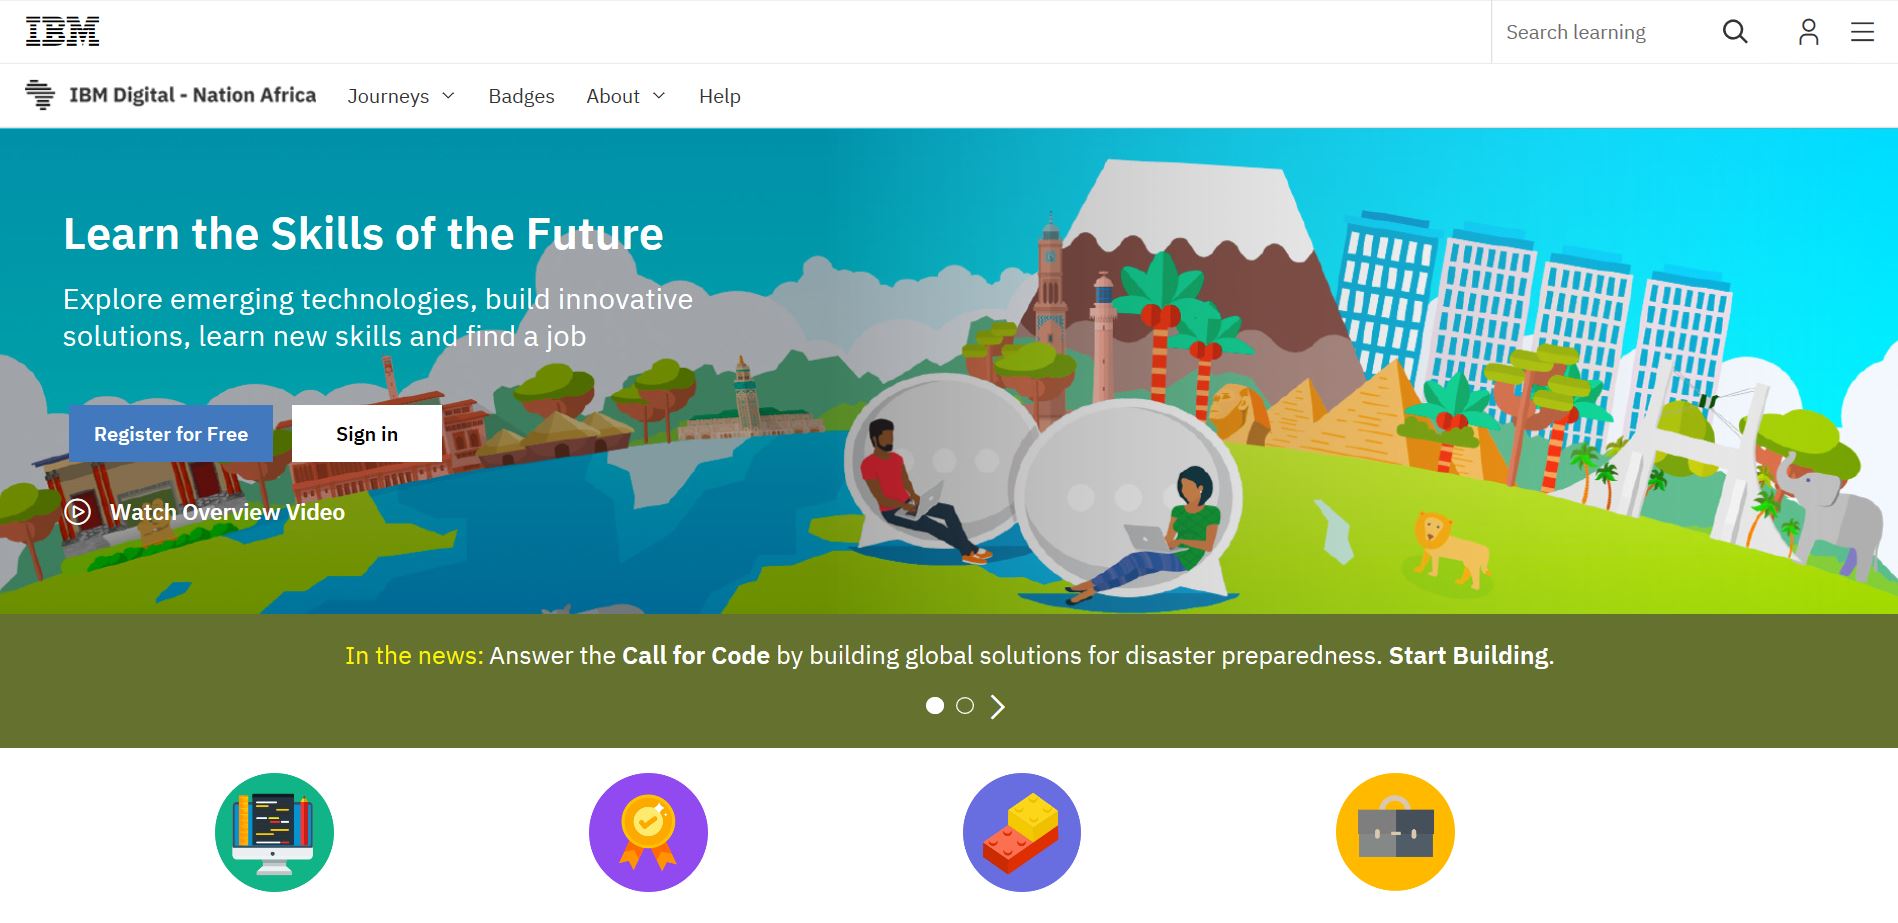 IBM
Search learning
IBM Digital - Nation Africa
Journeys
Badges
About
Help
Learn the Skills of the Future
Explore emerging technologies, build innovative
solutions, learn new skills and find a job
Register for Free
Sign in
Watch Overview Video
In the news: Answer the Call for Code by building global solutions for disaster preparedness. Start Building.